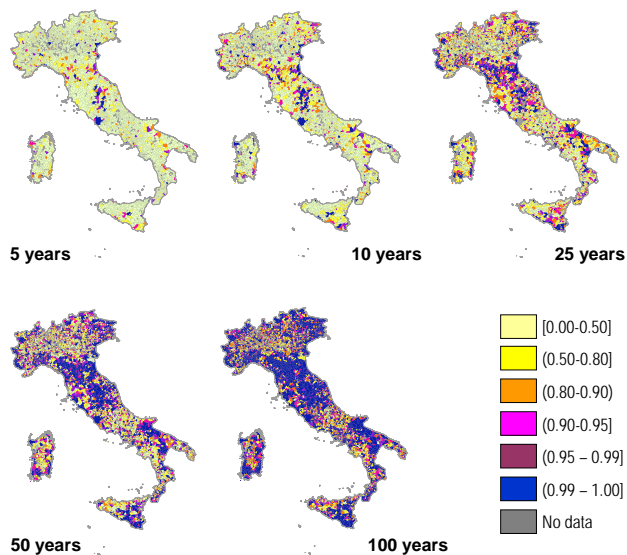 5 years
10 years
25 years
50 years
100 years
[0.00-0.50]
(0.50-0.80]
(0.80-0.90)
(0.90-0.95]
(0.95 – 0.99]
(0.99 – 1.00]
No data